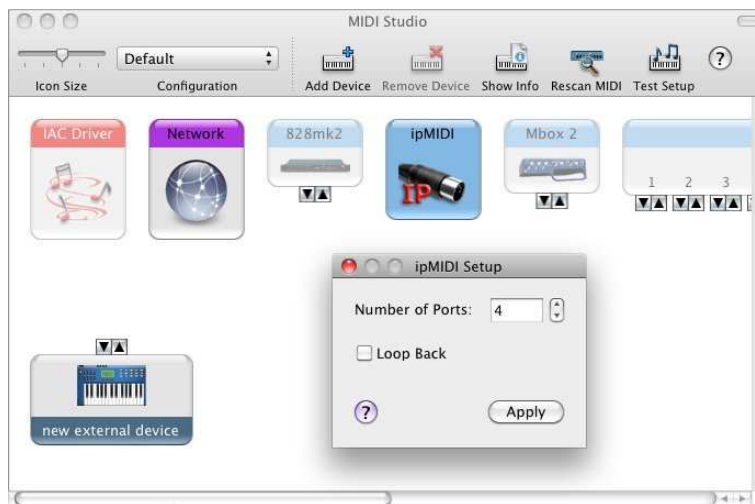 MIDI Studio
Default
Icon Size
Configuration
Add Device
Remove Device
Show Info
Rescan MIDI
Test Setup
?
IAC Driver
Network
828mk2
ipMIDI
Mbox 2
IP
1 2 3
ipMIDI Setup
Number of Ports: 4
Loop Back
?
Apply
new external device